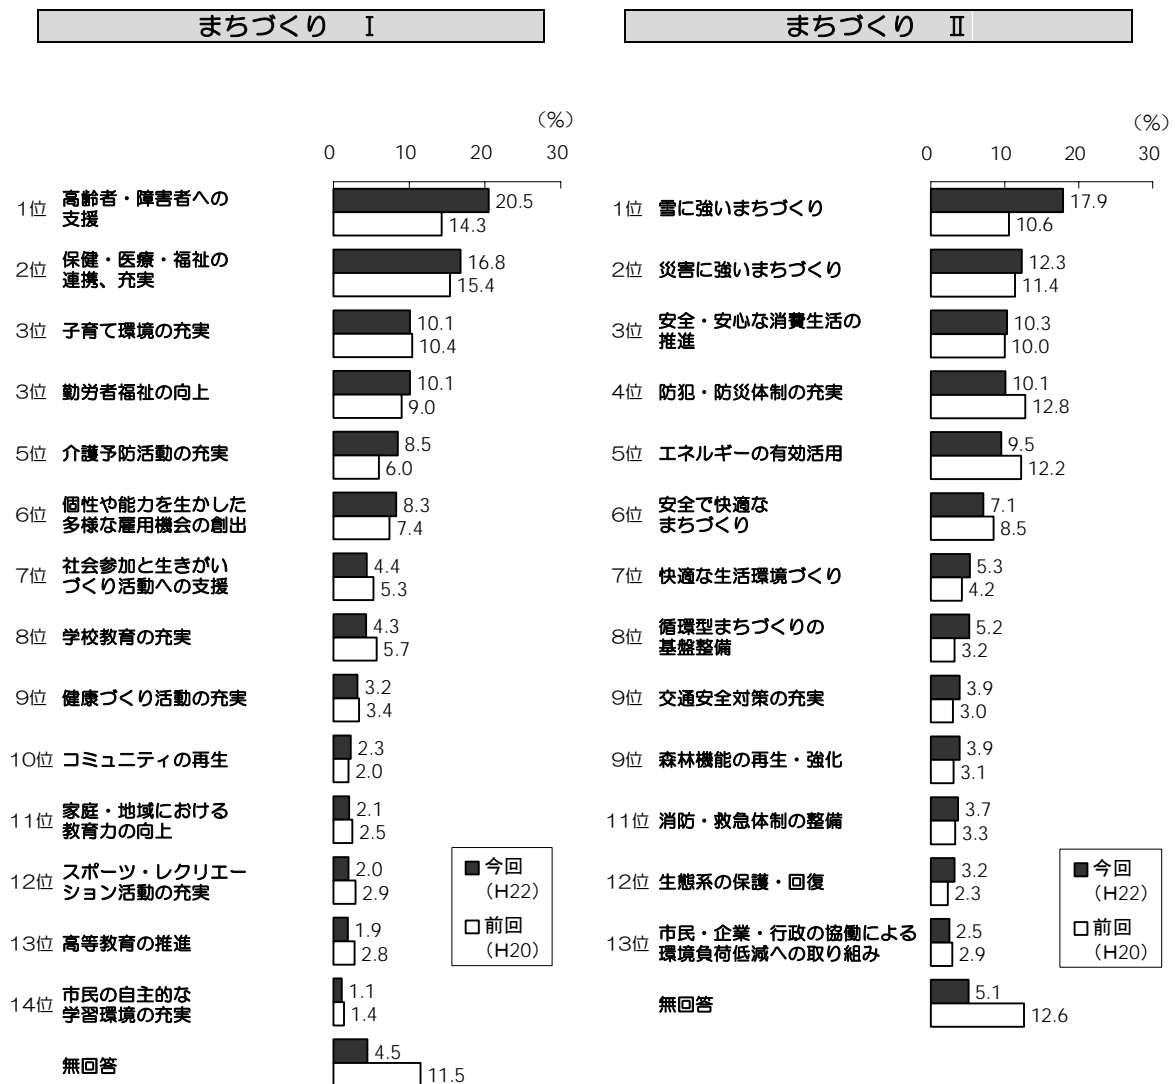 まちづくり Ⅰ
(%)
0 10 20 30
1位 高齢者・障害者への
支援
20.5
14.3
2位 保健・医療・福祉の
連携、充実
16.8
15.4
3位 子育て環境の充実
10.1
10.4
3位 勤労者福祉の向上
10.1
9.0
5位 介護予防活動の充実
8.5
6.0
6位 個性や能力を生かした
多様な雇用機会の創出
8.3
7.4
7位 社会参加と生きがい
づくり活動への支援
4.4
5.3
8位 学校教育の充実
4.3
5.7
9位 健康づくり活動の充実
3.2
3.4
10位 コミュニティの再生
2.3
2.0
11位 家庭・地域における
教育力の向上
2.1
2.5
12位 スポーツ・レクリエー
ション活動の充実
2.0
2.9
13位 高等教育の推進
1.9
2.8
14位 市民の自主的な
学習環境の充実
1.1
1.4
無回答
4.5
11.5
今回
(H22)
前回
(H20)
まちづくり Ⅱ
(%)
0 10 20 30
1位 雪に強いまちづくり
17.9
10.6
2位 災害に強いまちづくり
12.3
11.4
3位 安全・安心な消費生活の
推進
10.3
10.0
4位 防犯・防災体制の充実
10.1
12.8
5位 エネルギーの有効活用
9.5
12.2
6位 安全で快適な
まちづくり
7.1
8.5
7位 快適な生活環境づくり
5.3
4.2
8位 循環型まちづくりの
基盤整備
5.2
3.2
9位 交通安全対策の充実
3.9
3.0
9位 森林機能の再生・強化
3.9
3.1
11位 消防・救急体制の整備
3.7
3.3
12位 生態系の保護・回復
3.2
2.3
13位 市民・企業・行政の協働による
環境負荷低減への取り組み
2.5
2.9
無回答
5.1
12.6
今回
(H22)
前回
(H20)